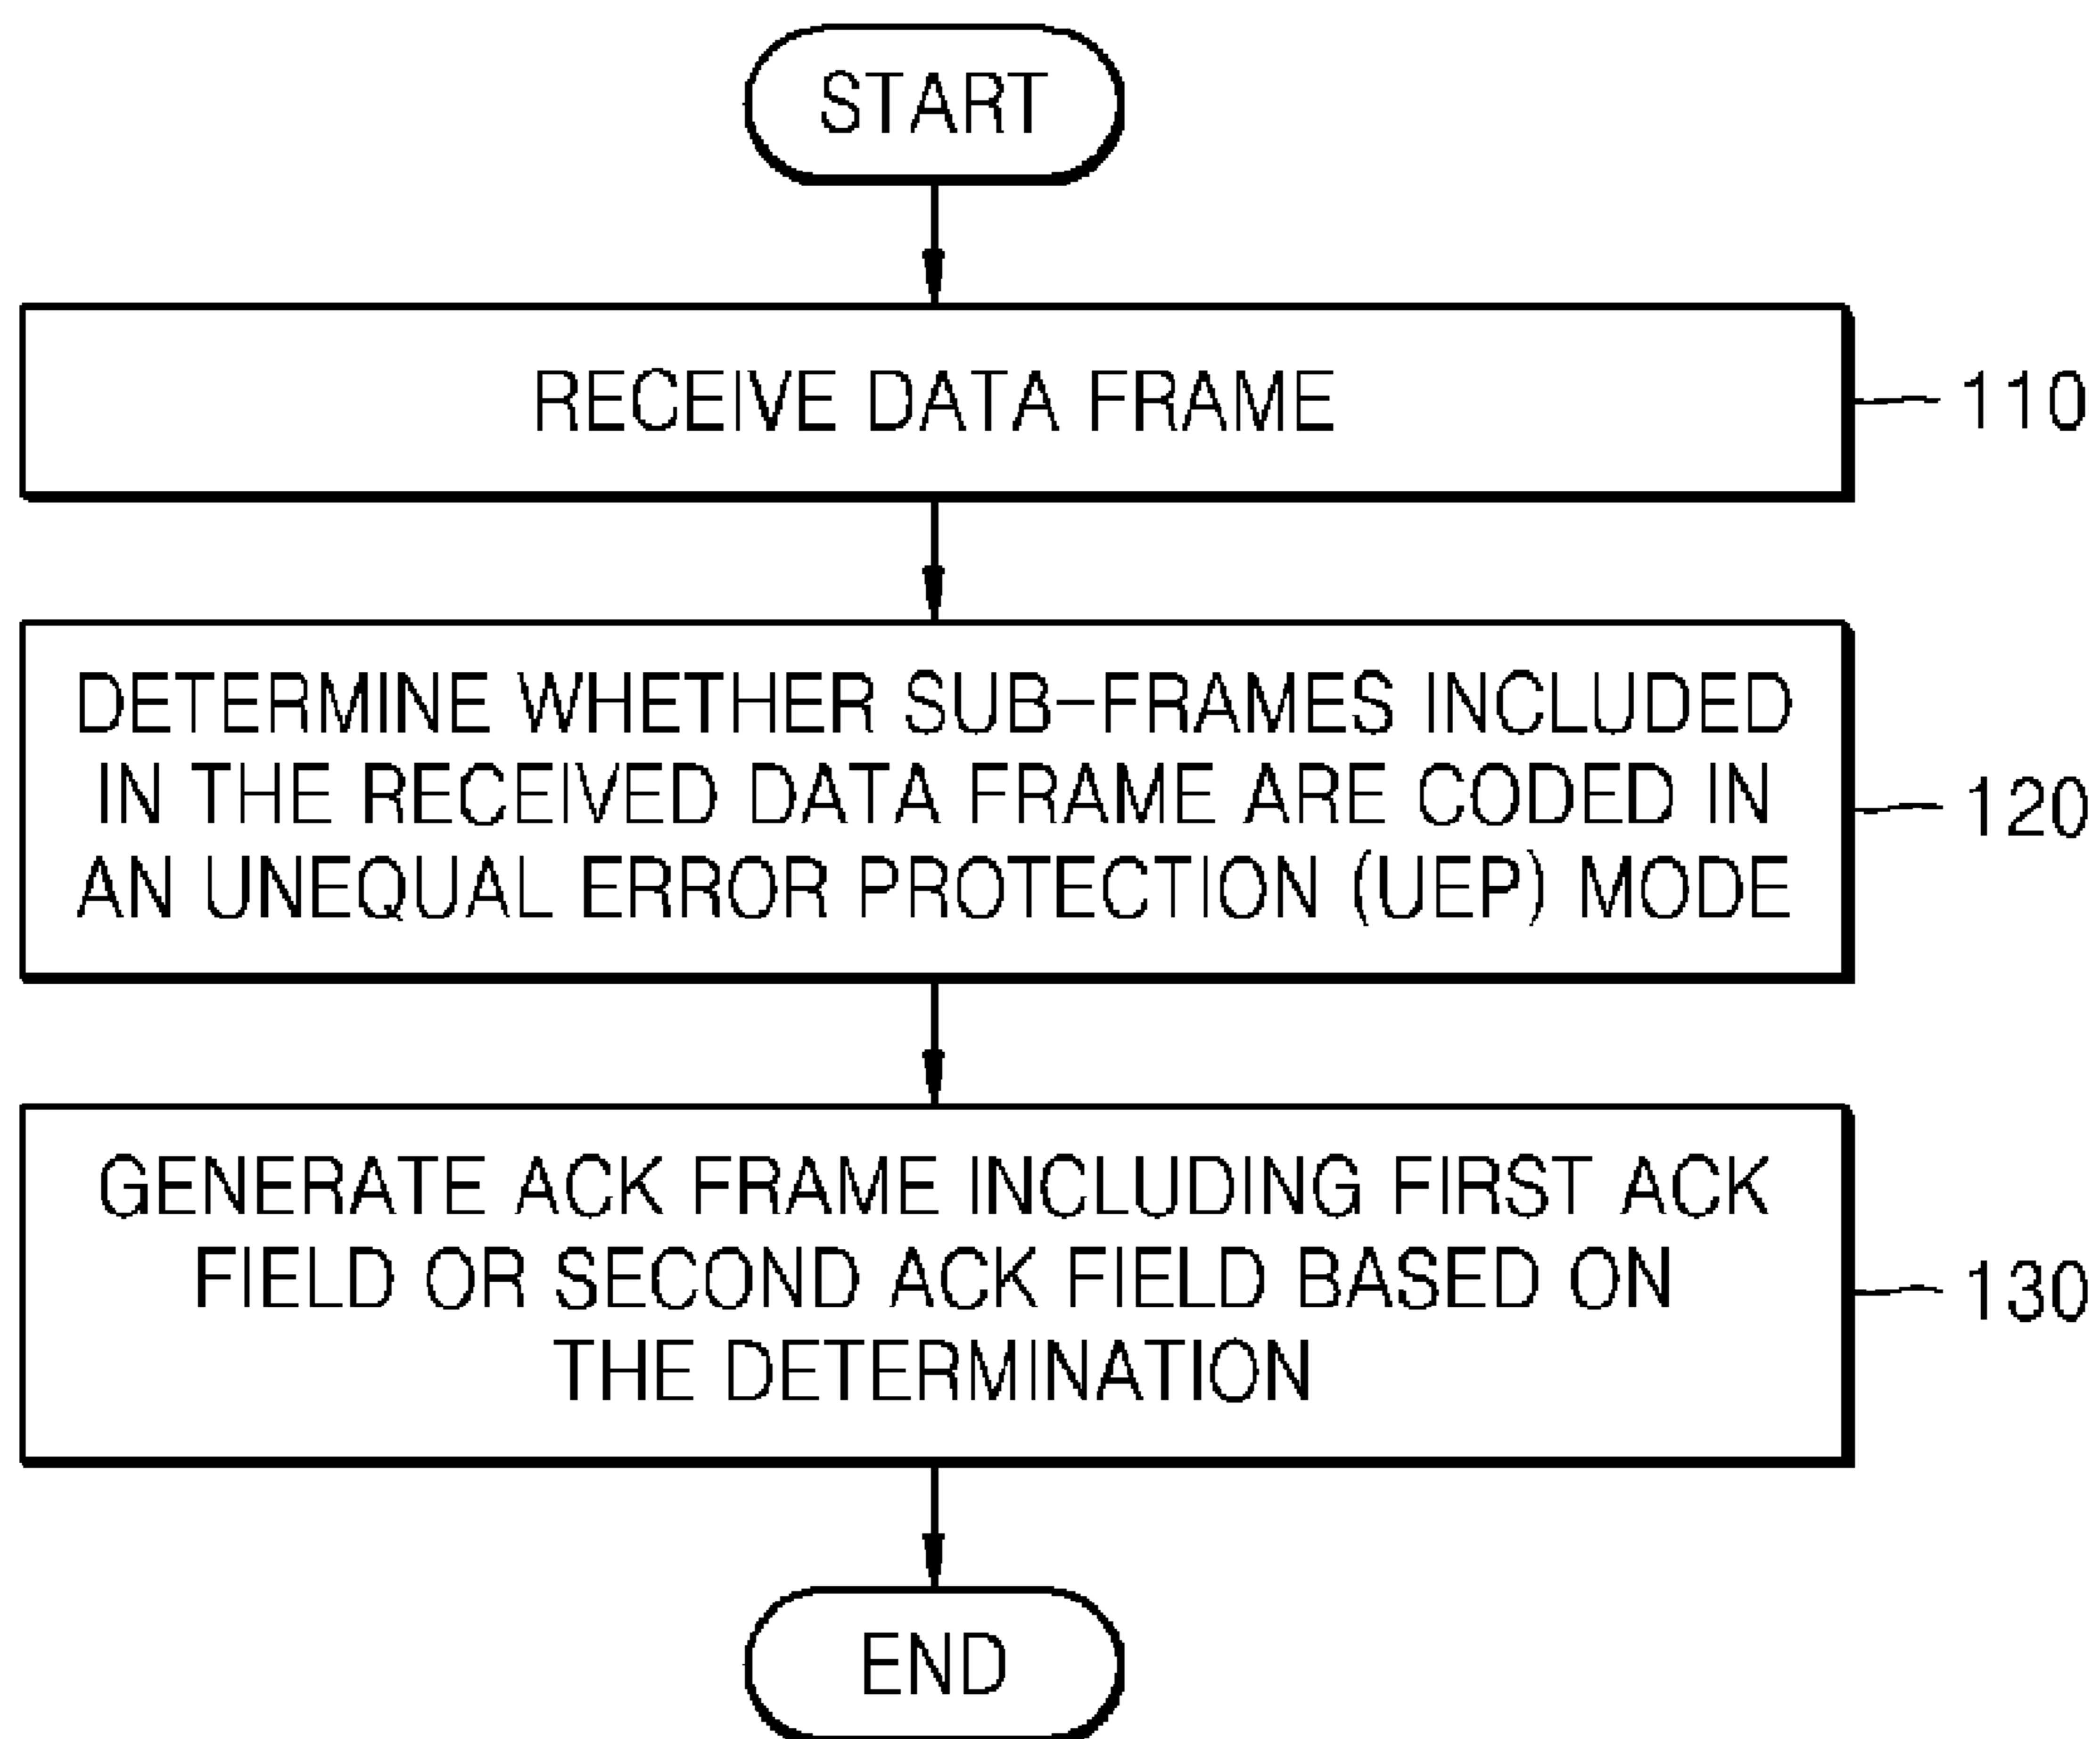 START
RECEIVE DATA FRAME
110
DETERMINE WHETHER SUB-FRAMES INCLUDED
IN THE RECEIVED DATA FRAME ARE CODED IN
AN UNEQUAL ERROR PROTECTION (UEP) MODE
120
GENERATE ACK FRAME INCLUDING FIRST ACK
FIELD OR SECOND ACK FIELD BASED ON
THE DETERMINATION
130
END